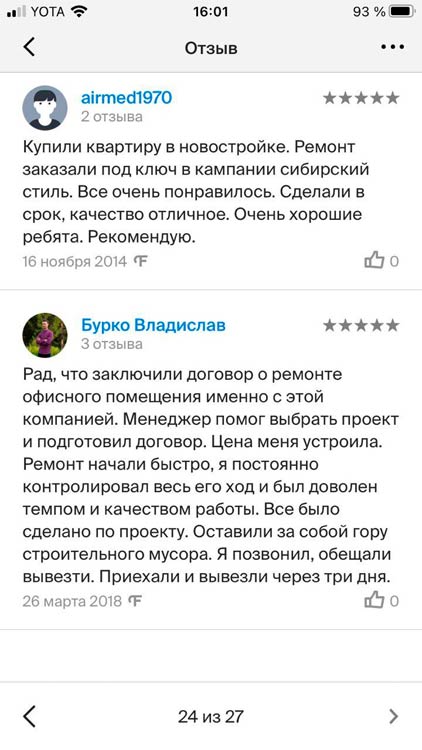 YOTA 16:01 93 %
Отзыв
airmed1970
2 отзыва
Купили квартиру в новостройке. Ремонт
заказали под ключ в кампании сибирский
стиль. Все очень понравилось. Сделали в
срок, качество отличное. Очень хорошие
ребята. Рекомендую.
16 ноября 2014
0
Бурко Владислав
3 отзыва
Рад, что заключили договор о ремонте
офисного помещения именно с этой
компанией. Менеджер помог выбрать проект
и подготовил договор. Цена меня устроила.
Ремонт начали быстро, я постоянно
контролировал весь его ход и был доволен
темпом и качеством работы. Все было
сделано по проекту. Оставили за собой гору
строительного мусора. Я позвонил, обещали
вывезти. Приехали и вывезли через три дня.
26 марта 2018
0
24 из 27